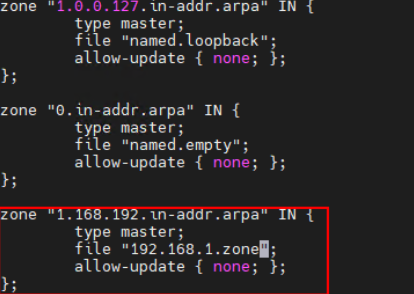 zone "1.0.0.127.in-addr.arpa" IN {
type master;
file "named.loopback";
allow-update { none; };
};
zone "0.in-addr.arpa" IN {
type master;
file "named.empty";
allow-update { none; };
};
zone "1.168.192.in-addr.arpa" IN {
type master;
file "192.168.1.zone";
allow-update { none; };
};